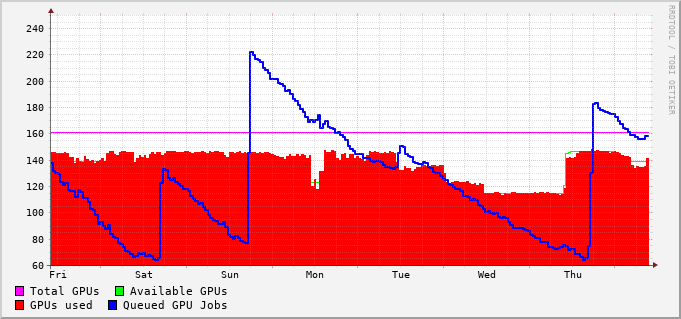 RRDTOOL / TOBI OETIKER
240
220
200
180
160
140
120
100
80
60
Fri Sat Sun Mon Tue Wed Thu
Total GPUs Available GPUs
GPUs used Queued GPU Jobs